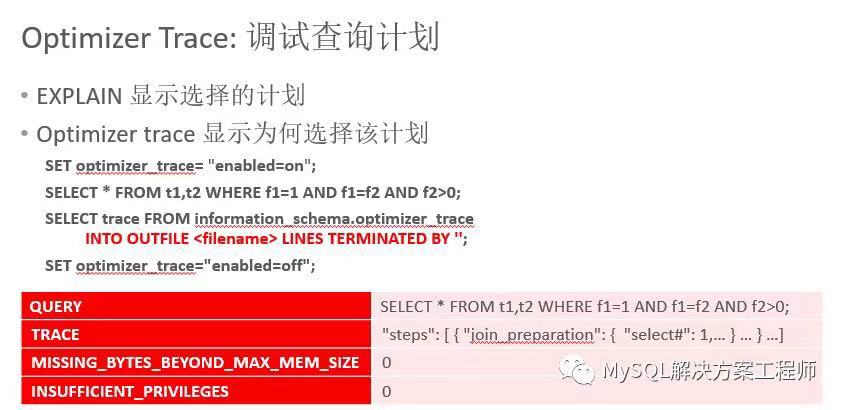 Optimizer Trace: 调试查询计划
• EXPLAIN 显示选择的计划
• Optimizer trace 显示为何选择该计划
SET optimizer_trace= "enabled=on";
SELECT * FROM t1,t2 WHERE f1=1 AND f1=f2 AND f2>0;
SELECT trace FROM information_schema.optimizer_trace
INTO OUTFILE <filename> LINES TERMINATED BY '';
SET optimizer_trace="enabled=off";
QUERY SELECT * FROM t1,t2 WHERE f1=1 AND f1=f2 AND f2>0;
TRACE "steps": [ { "join_preparation": { "select#": 1,... } ... } ...]
MISSING_BYTES_BEYOND_MAX_MEM_SIZE 0
INSUFFICIENT_PRIVILEGES 0
MySQL解决方案工程师